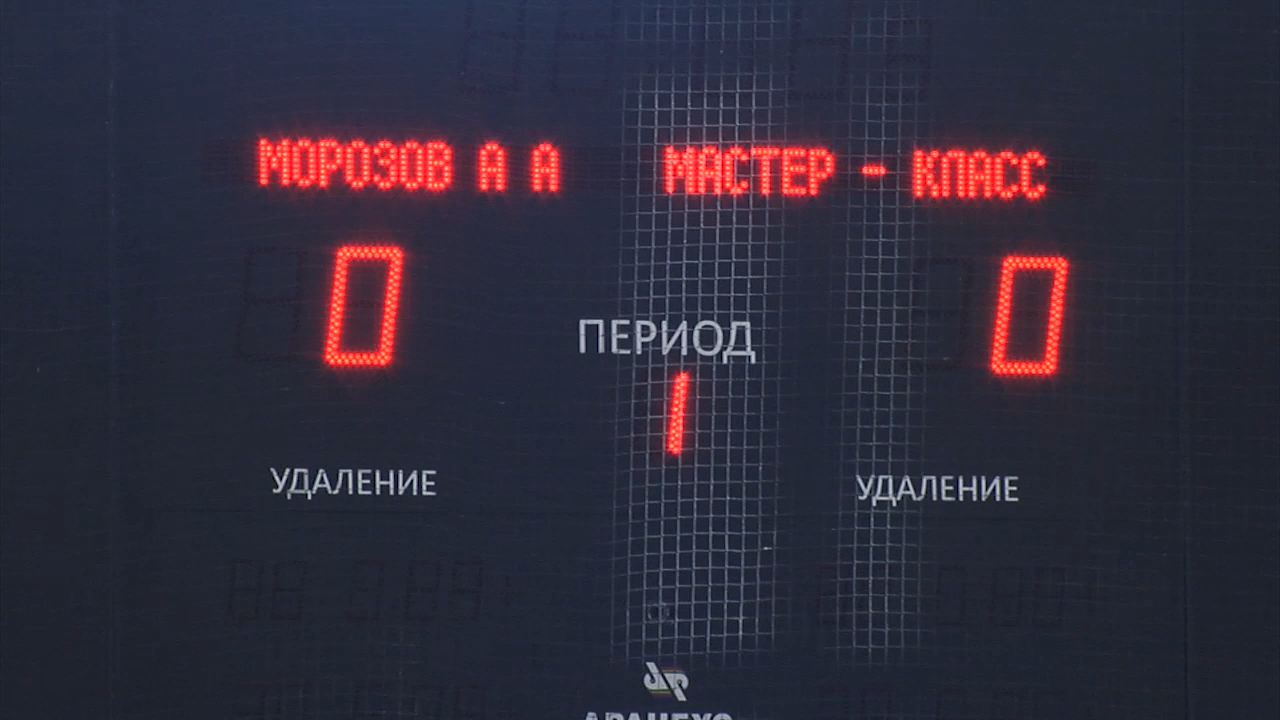 МОРОЗОВ А А МАСТЕР - КЛАСС
0 0
ПЕРИОД
1
УДАЛЕНИЕ УДАЛЕНИЕ